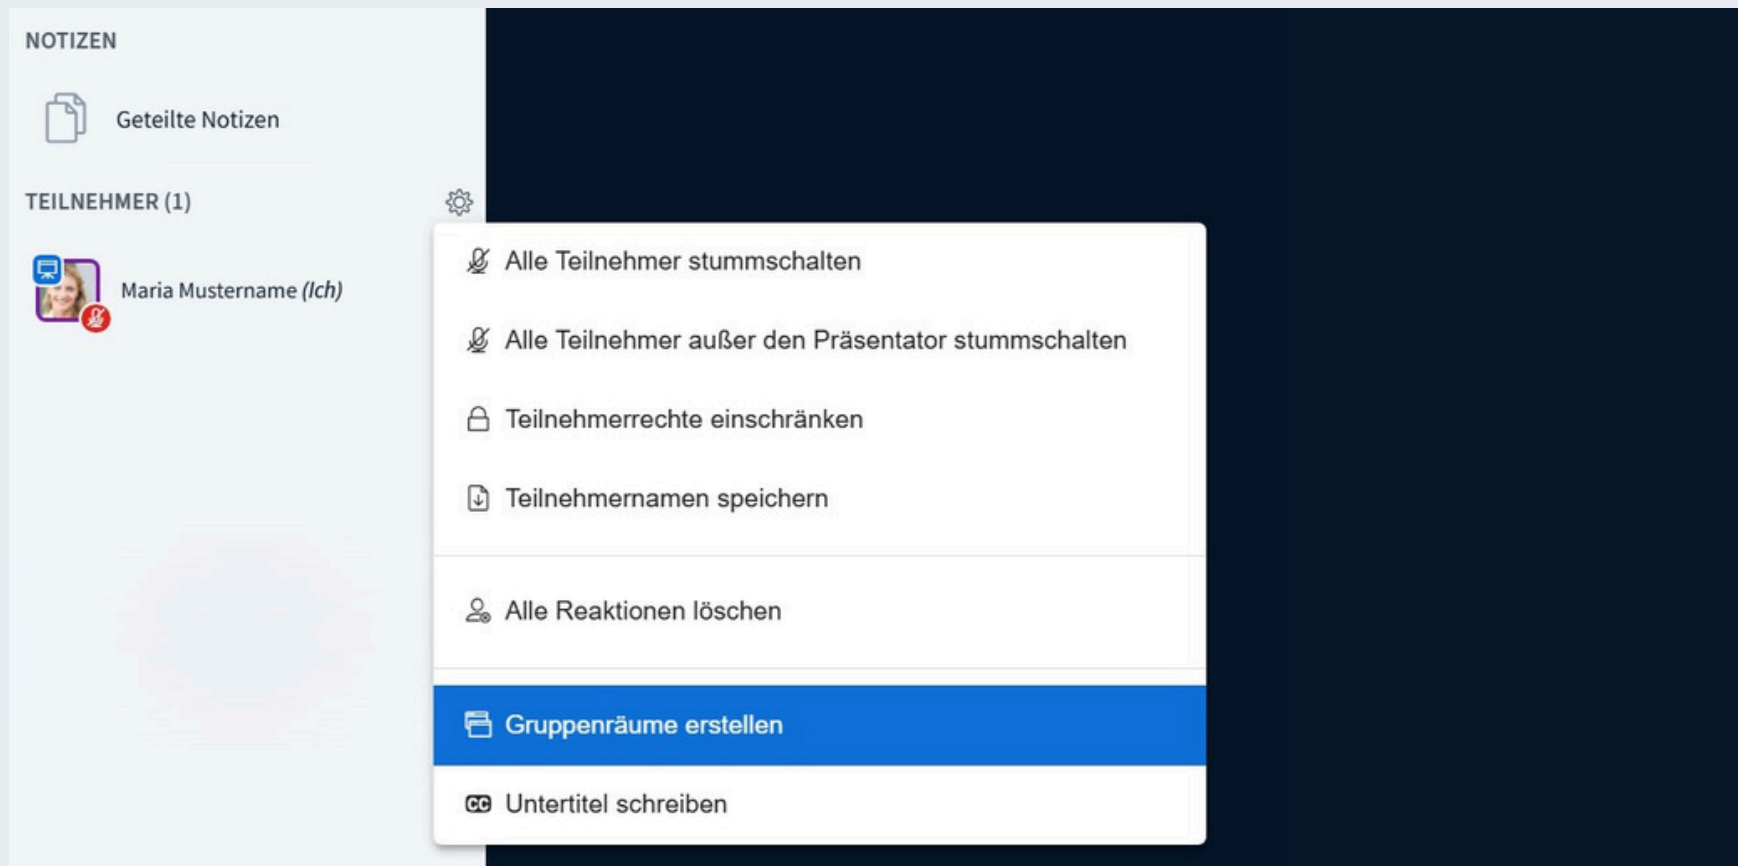 NOTIZEN
Geteilte Notizen
TEILNEHMER (1)
Maria Mustername (Ich)
Alle Teilnehmer stummschalten
Alle Teilnehmer außer den Präsentator stummschalten
Teilnehmerrechte einschränken
Teilnehmernamen speichern
Alle Reaktionen löschen
Gruppenräume erstellen
CC Untertitel schreiben